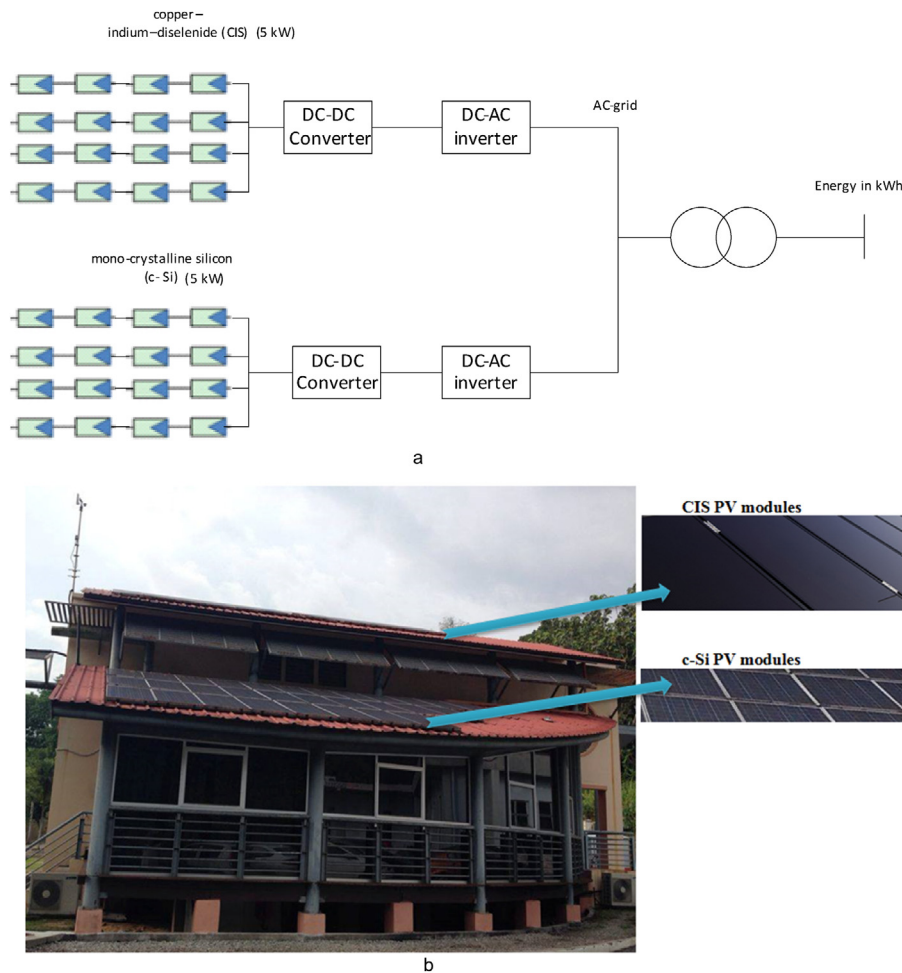 copper–
indium–diselenide (CIS) (5 kW)
DC-DC
Converter
DC-AC
inverter
AC-grid
Energy in kWh
mono-crystalline silicon
(c- Si) (5 kW)
DC-DC
Converter
DC-AC
inverter
a
CIS PV modules
c-Si PV modules
b